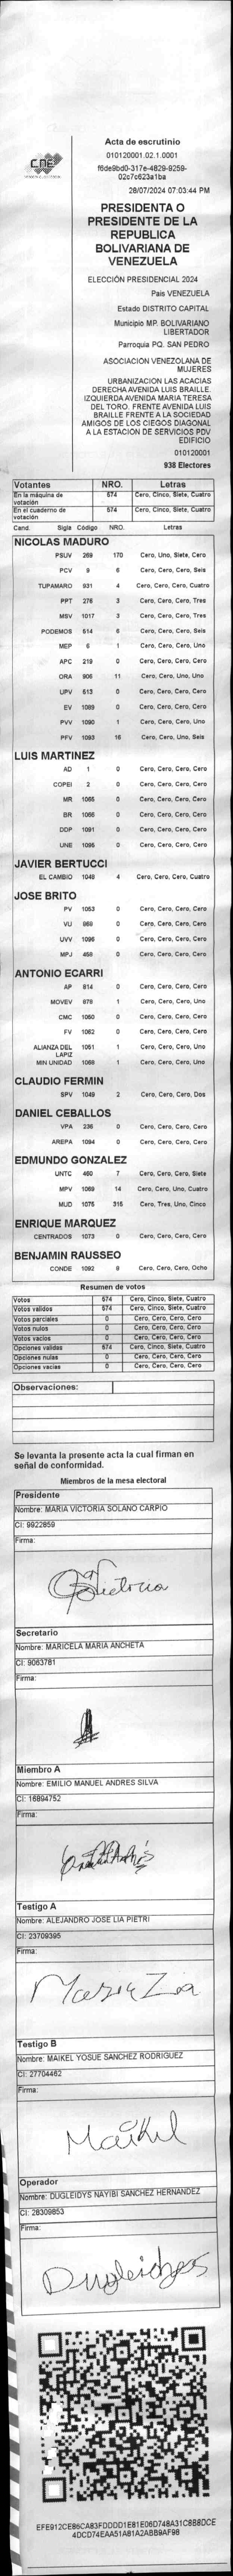 CNE
Acta de escrutinio
010120001.02.1.0001
f6de9bd0-317e-4829-9259-
02c7c623a1ba
28/07/2024 07:03:44 PM
PRESIDENTA O
PRESIDENTE DE LA
REPUBLICA
BOLIVARIANA DE
VENEZUELA
ELECCIÓN PRESIDENCIAL 2024
Pais VENEZUELA
Estado DISTRITO CAPITAL
Municipio MP. BOLIVARIANO
LIBERTADOR
Parroquia PQ. SAN PEDRO
ASOCIACION VENEZOLANA DE
MUJERES
URBANIZACION LAS ACACIAS
DERECHA AVENIDA LUIS BRAILLE.
IZQUIERDA AVENIDA MARIA TERESA
DEL TORO. FRENTE AVENIDA LUIS
BRAILLE FRENTE A LA SOCIEDAD
AMIGOS DE LOS CIEGOS DIAGONAL
A LA ESTACION DE SERVICIOS PDV
EDIFICIO
010120001
938 Electores
Votantes NRO. Letras
En la máquina de votación 574 Cero, Cinco, Siete, Cuatro
En el cuaderno de votación 574 Cero, Cinco, Siete, Cuatro
Cand. Sigla Código NRO. Letras
NICOLAS MADURO
PSUV 269 170 Cero, Uno, Siete, Cero
PCV 9 6 Cero, Cero, Cero, Seis
TUPAMARO 931 4 Cero, Cero, Cero, Cuatro
PPT 276 3 Cero, Cero, Cero, Tres
MSV 1017 3 Cero, Cero, Cero, Tres
PODEMOS 514 6 Cero, Cero, Cero, Seis
MEP 6 1 Cero, Cero, Cero, Uno
APC 219 0 Cero, Cero, Cero, Cero
ORA 906 11 Cero, Cero, Uno, Uno
UPV 513 0 Cero, Cero, Cero, Cero
EV 1089 0 Cero, Cero, Cero, Cero
PVV 1090 1 Cero, Cero, Cero, Uno
PFV 1093 16 Cero, Cero, Uno, Seis
LUIS MARTINEZ
AD 1 0 Cero, Cero, Cero, Cero
COPEI 2 0 Cero, Cero, Cero, Cero
MR 1065 0 Cero, Cero, Cero, Cero
BR 1066 0 Cero, Cero, Cero, Cero
DDP 1091 0 Cero, Cero, Cero, Cero
UNE 1095 0 Cero, Cero, Cero, Cero
JAVIER BERTUCCI
EL CAMBIO 1048 4 Cero, Cero, Cero, Cuatro
JOSE BRITO
PV 1053 0 Cero, Cero, Cero, Cero
VU 868 0 Cero, Cero, Cero, Cero
UVV 1096 0 Cero, Cero, Cero, Cero
MPJ 458 0 Cero, Cero, Cero, Cero
ANTONIO ECARRI
AP 814 0 Cero, Cero, Cero, Cero
MOVEV 878 1 Cero, Cero, Cero, Uno
CMC 1050 0 Cero, Cero, Cero, Cero
FV 1062 0 Cero, Cero, Cero, Cero
ALIANZA DEL LAPIZ 1051 1 Cero, Cero, Cero, Uno
MIN UNIDAD 1068 1 Cero, Cero, Cero, Uno
CLAUDIO FERMIN
SPV 1049 2 Cero, Cero, Cero, Dos
DANIEL CEBALLOS
VPA 236 0 Cero, Cero, Cero, Cero
AREPA 1094 0 Cero, Cero, Cero, Cero
EDMUNDO GONZALEZ
UNTC 460 7 Cero, Cero, Cero, Siete
MPV 1069 14 Cero, Cero, Uno, Cuatro
MUD 1075 315 Cero, Tres, Uno, Cinco
ENRIQUE MARQUEZ
CENTRADOS 1073 0 Cero, Cero, Cero, Cero
BENJAMIN RAUSSEO
CONDE 1092 8 Cero, Cero, Cero, Ocho
Resumen de votos
Votos 574 Cero, Cinco, Siete, Cuatro
Votos validos 574 Cero, Cinco, Siete, Cuatro
Votos parciales 0 Cero, Cero, Cero, Cero
Votos nulos 0 Cero, Cero, Cero, Cero
Votos vacios 0 Cero, Cero, Cero, Cero
Opciones validas 574 Cero, Cinco, Siete, Cuatro
Opciones nulas 0 Cero, Cero, Cero, Cero
Opciones vacias 0 Cero, Cero, Cero, Cero
Observaciones:
Se levanta la presente acta la cual firman en
señal de conformidad.
Miembros de la mesa electoral
Presidente
Nombre: MARIA VICTORIA SOLANO CARPIO
CI: 9922859
Firma:
Victoria
Secretario
Nombre: MARICELA MARIA ANCHETA
CI: 9063781
Firma:
Miembro A
Nombre: EMILIO MANUEL ANDRES SILVA
CI: 16894752
Firma:
Testigo A
Nombre: ALEJANDRO JOSE LIA PIETRI
CI: 23709395
Firma:
Testigo B
Nombre: MAIKEL YOSUE SANCHEZ RODRIGUEZ
CI: 27704462
Firma:
Maikel
Operador
Nombre: DUGLEIDYS NAYIBI SANCHEZ HERNANDEZ
CI: 28309853
Firma:
Dugleidys
EFE912CE86CA83FDDDD1E81E06D748A31C8B8DCE
4DCD74EAA51A81A2ABB9AF98